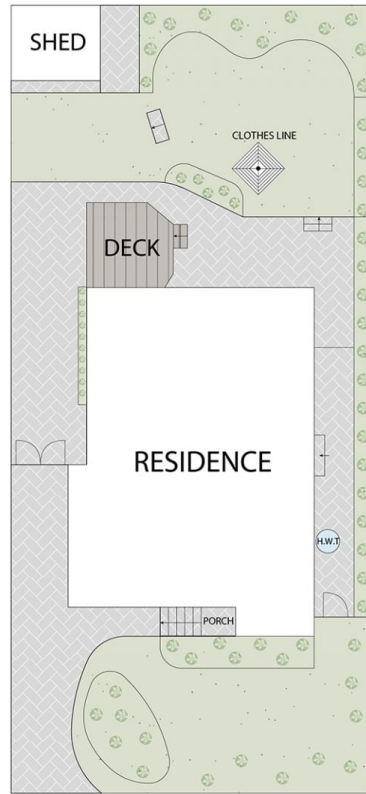 SHED
CLOTHES LINE
DECK
RESIDENCE
H.W.T
PORCH